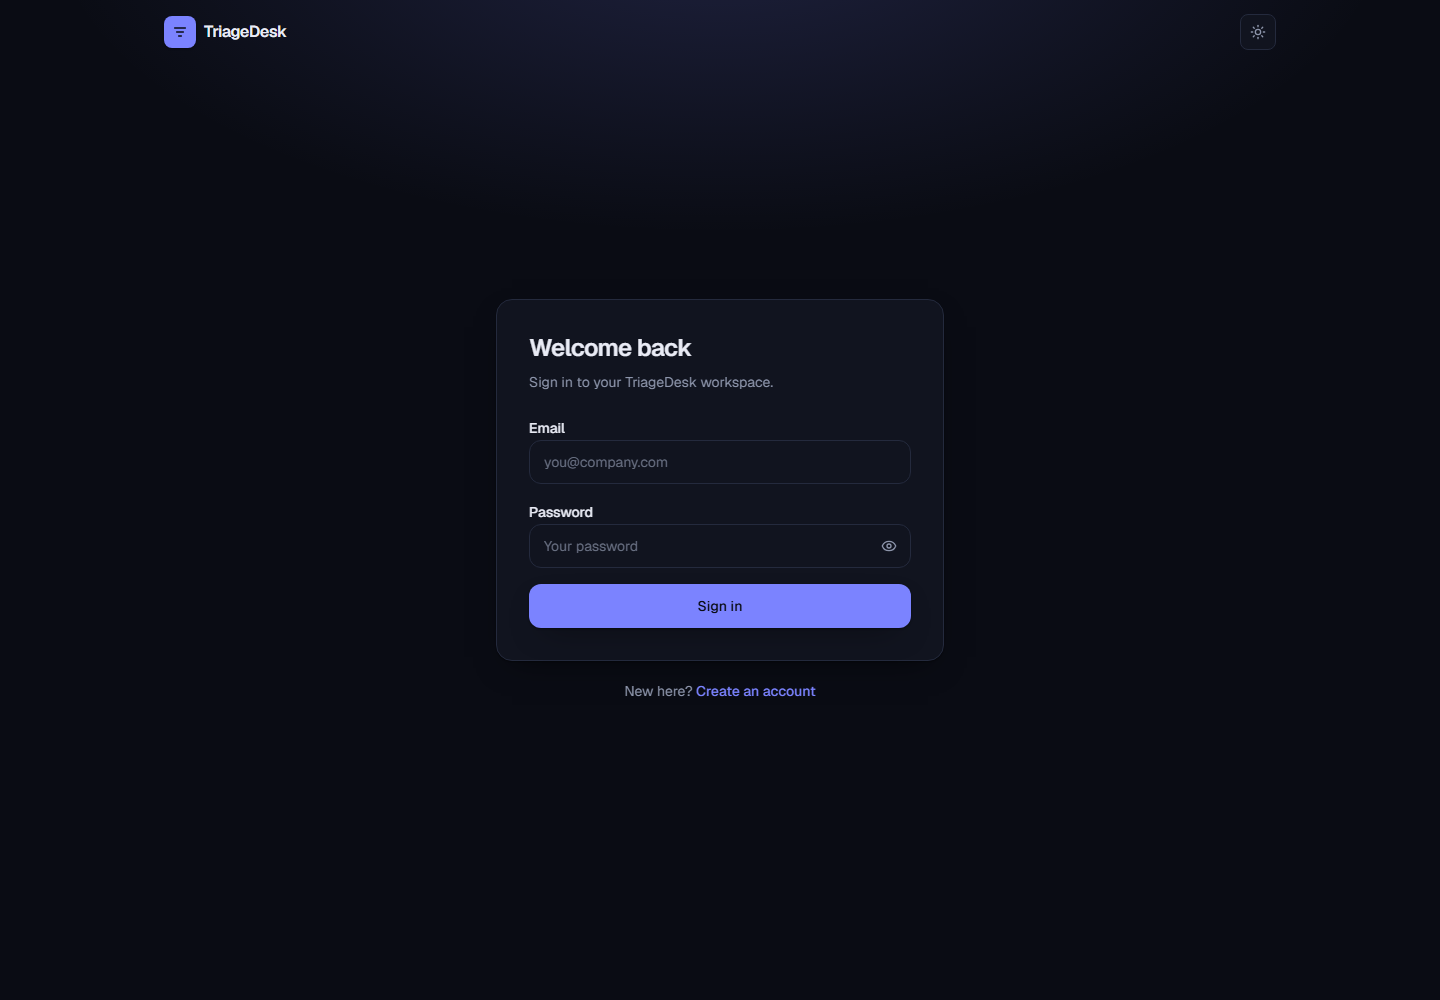 TriageDesk
Welcome back
Sign in to your TriageDesk workspace.
Email
you@company.com
Password
Your password
Sign in
New here? Create an account